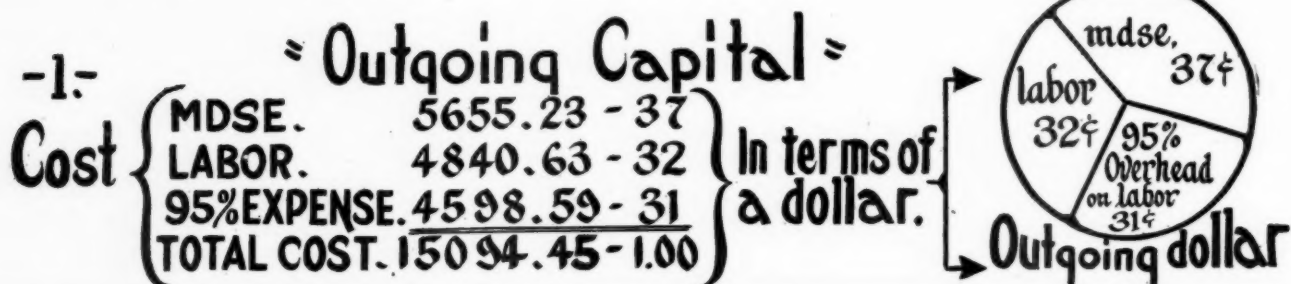 "Outgoing Capital"
-1-
Cost
MDSE. 5655.23 - 37
LABOR. 4840.63 - 32
95% EXPENSE. 4598.59 - 31
TOTAL COST. 15094.45 - 1.00
In terms of
a dollar.
mdse.
37¢
labor
32¢
95%
Overhead
on labor
31¢
Outgoing dollar